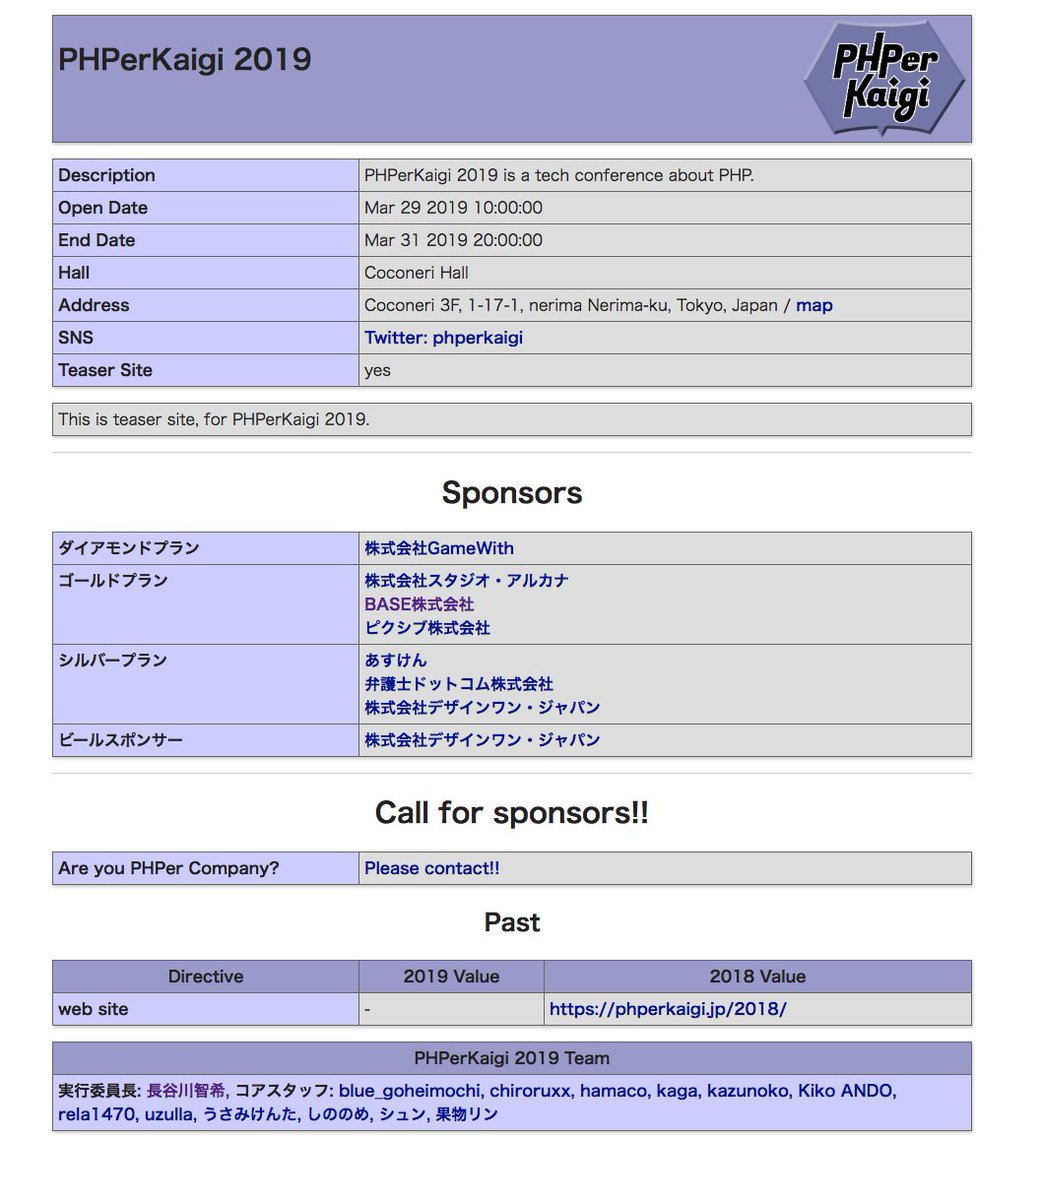 PHPerKaigi 2019
PHPer
Kaigi
Description PHPerKaigi 2019 is a tech conference about PHP.
Open Date Mar 29 2019 10:00:00
End Date Mar 31 2019 20:00:00
Hall Coconeri Hall
Address Coconeri 3F, 1-17-1, nerima Nerima-ku, Tokyo, Japan / map
SNS Twitter: phperkaigi
Teaser Site yes
This is teaser site, for PHPerKaigi 2019.
Sponsors
ダイアモンドプラン 株式会社GameWith
ゴールドプラン 株式会社スタジオ・アルカナ
BASE株式会社
ピクシブ株式会社
シルバープラン あすけん
弁護士ドットコム株式会社
株式会社デザインワン・ジャパン
ビールスポンサー 株式会社デザインワン・ジャパン
Call for sponsors!!
Are you PHPer Company? Please contact!!
Past
Directive 2019 Value 2018 Value
web site - https://phperkaigi.jp/2018/
PHPerKaigi 2019 Team
実行委員長: 長谷川智希, コアスタッフ: blue_goheimochi, chiroruxx, hamaco, kaga, kazunoko, Kiko ANDO,
rela1470, uzulla, うさみけんた, しののめ, シュン, 果物リン